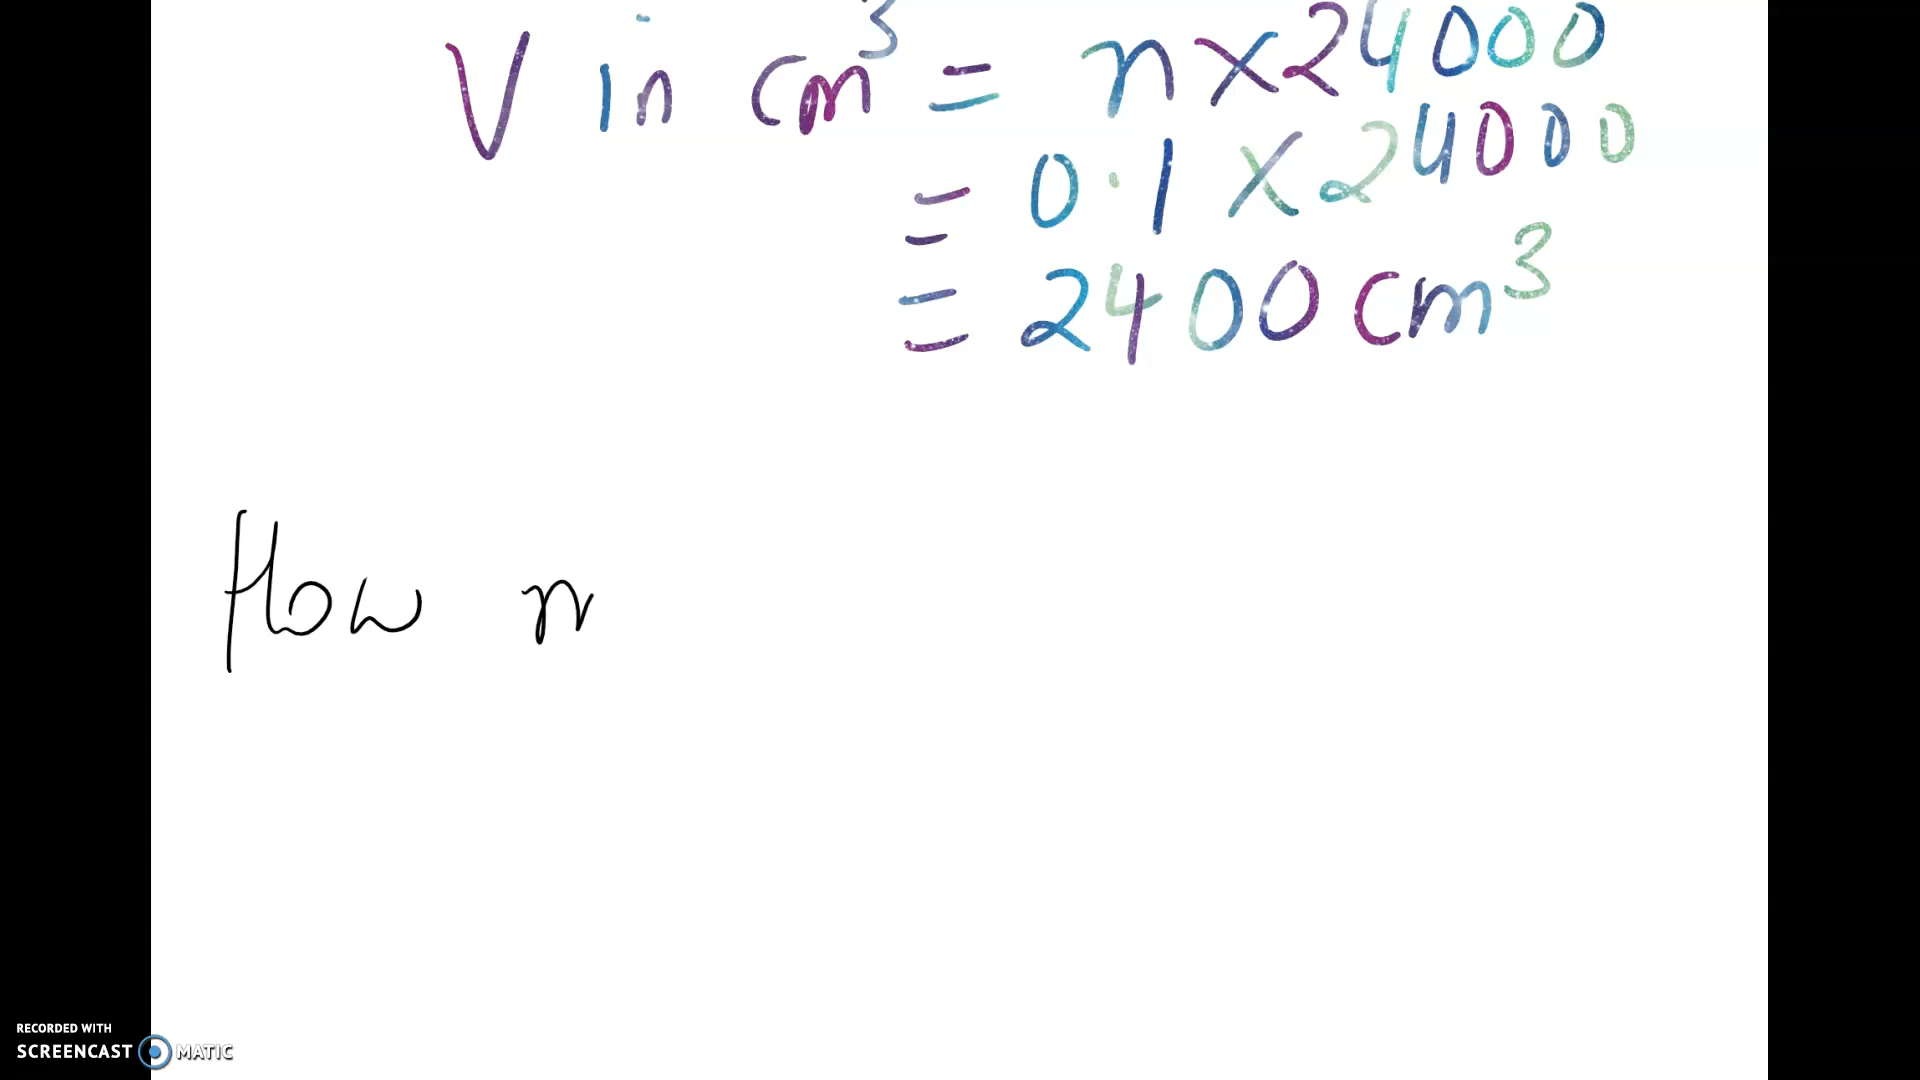 V in cm³ = n × 24000
= 0.1 × 24000
= 2400 cm³
How
RECORDED WITH
SCREENCAST MATIC